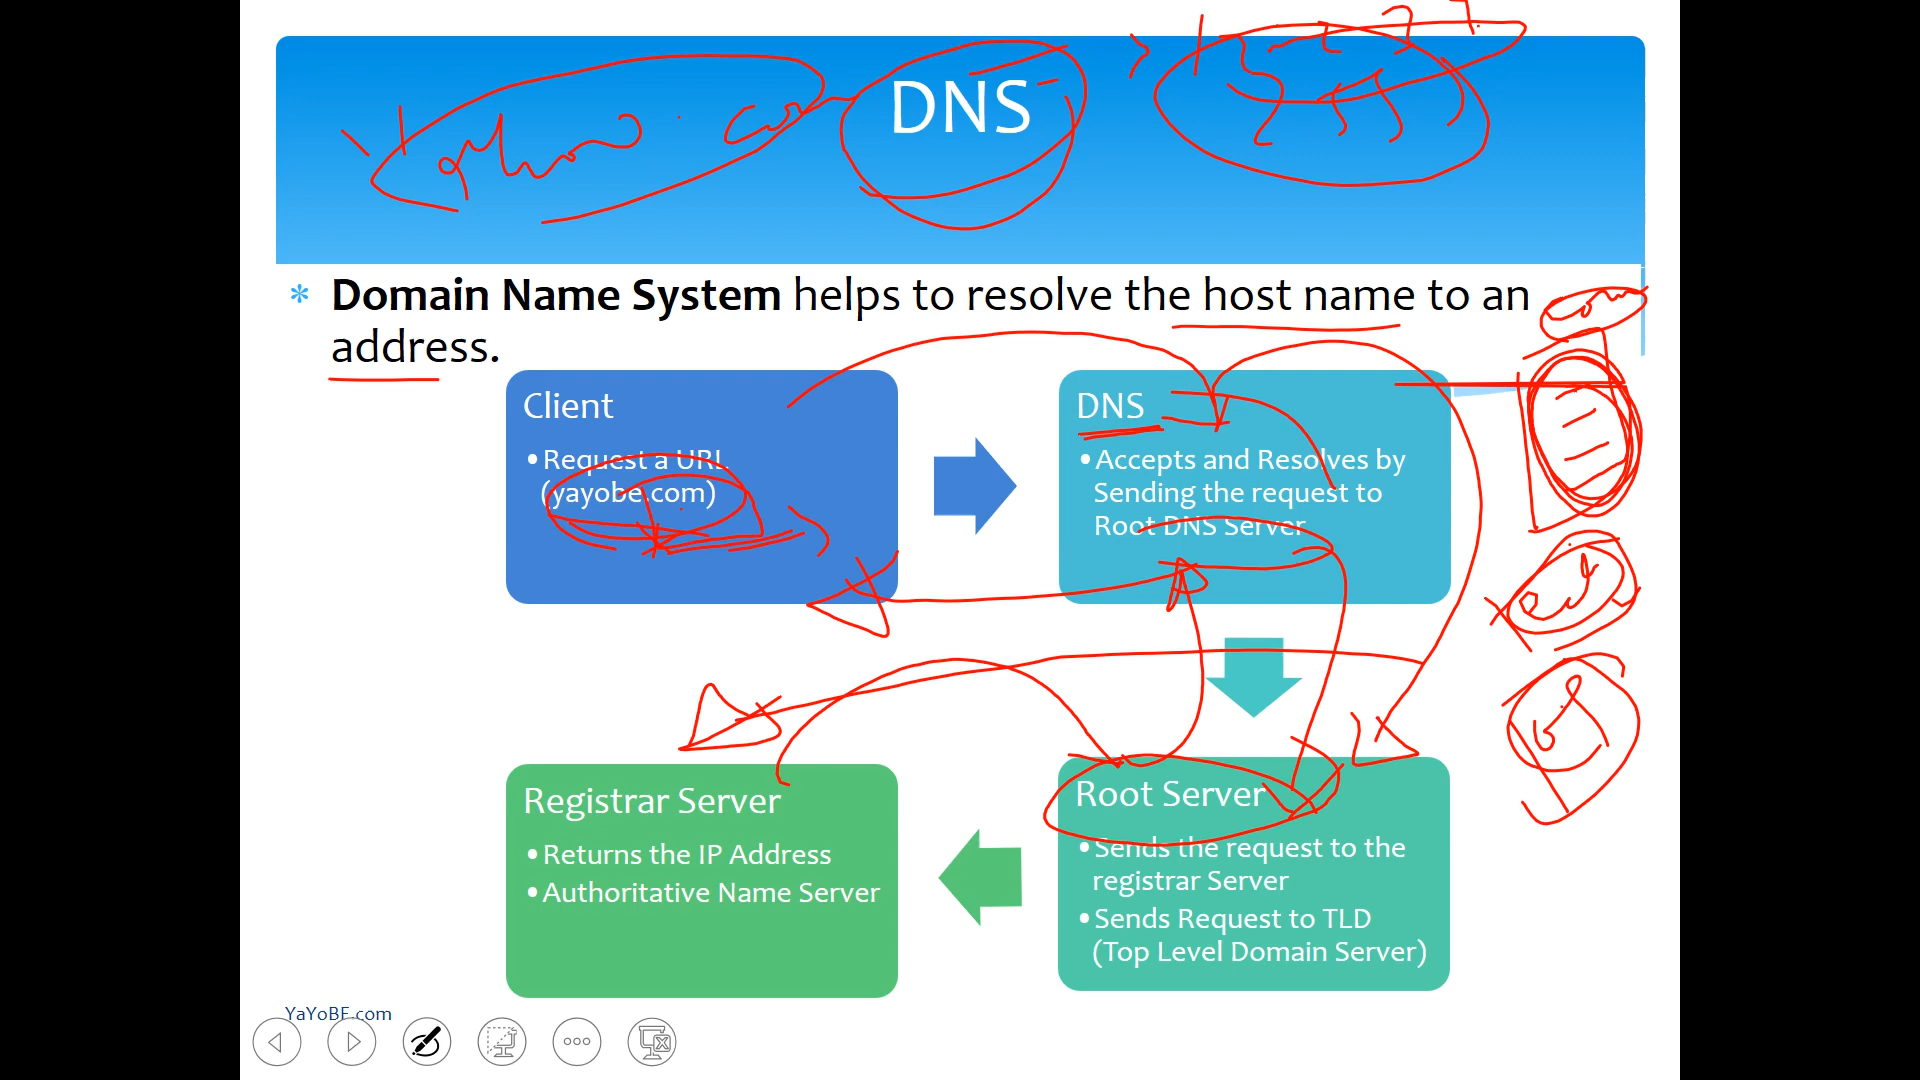 DNS
* Domain Name System helps to resolve the host name to an
address.
Client
• Request a URL
(yayobe.com)
DNS
• Accepts and Resolves by
Sending the request to
Root DNS Server
Registrar Server
• Returns the IP Address
• Authoritative Name Server
Root Server
• Sends the request to the
registrar Server
• Sends Request to TLD
(Top Level Domain Server)
YaYoBE.com